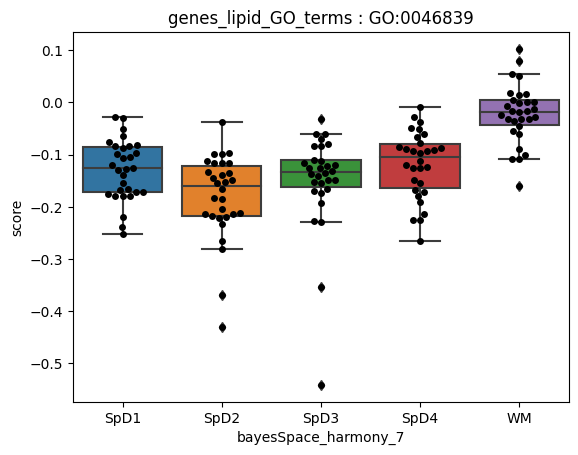 genes_lipid_GO_terms : GO:0046839
0.1
0.0
−0.1
−0.2
−0.3
−0.4
−0.5
score
SpD1 SpD2 SpD3 SpD4 WM
bayesSpace_harmony_7